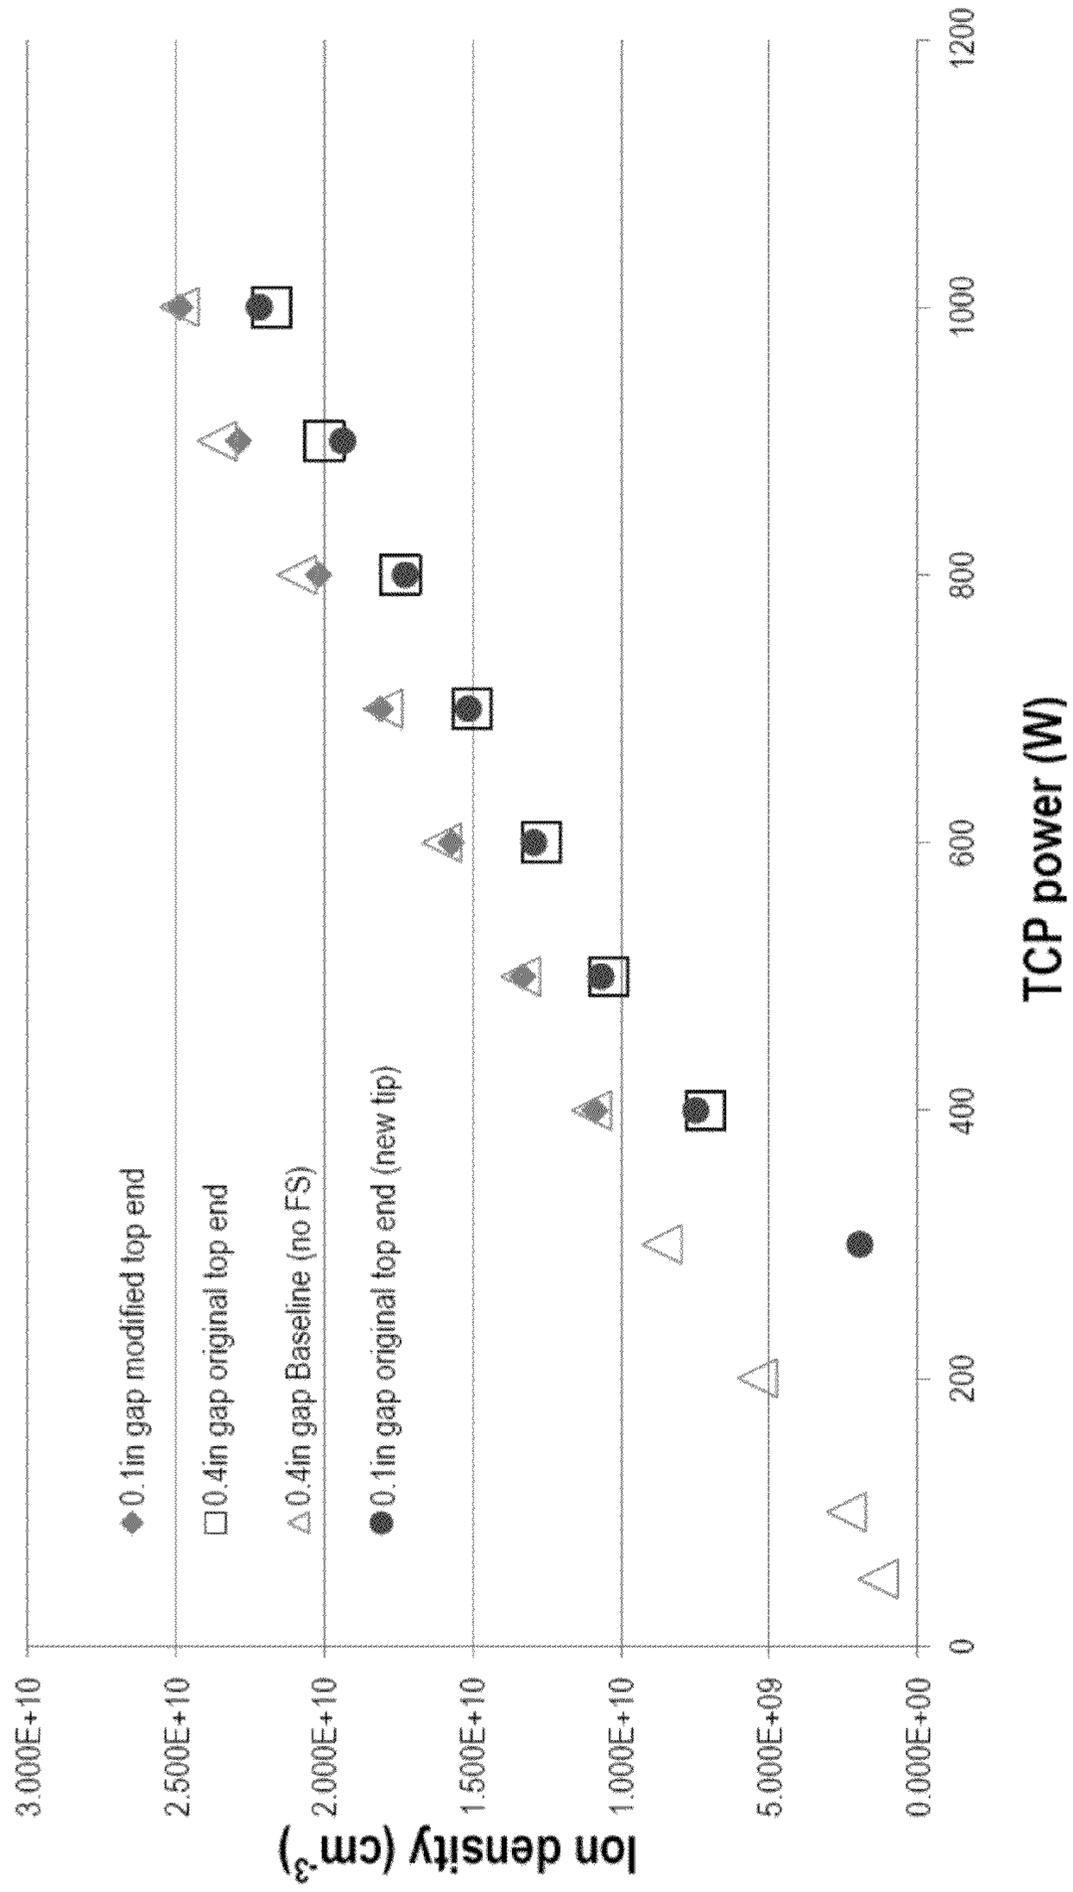 Ion density (cm-3)
3.000E+10
2.500E+10
2.000E+10
1.500E+10
1.000E+10
5.000E+09
0.000E+00
0.1in gap modified top end
0.4in gap original top end
0.4in gap Baseline (no FS)
0.1in gap original top end (new tip)
0
200
400
600
800
1000
1200
TCP power (W)